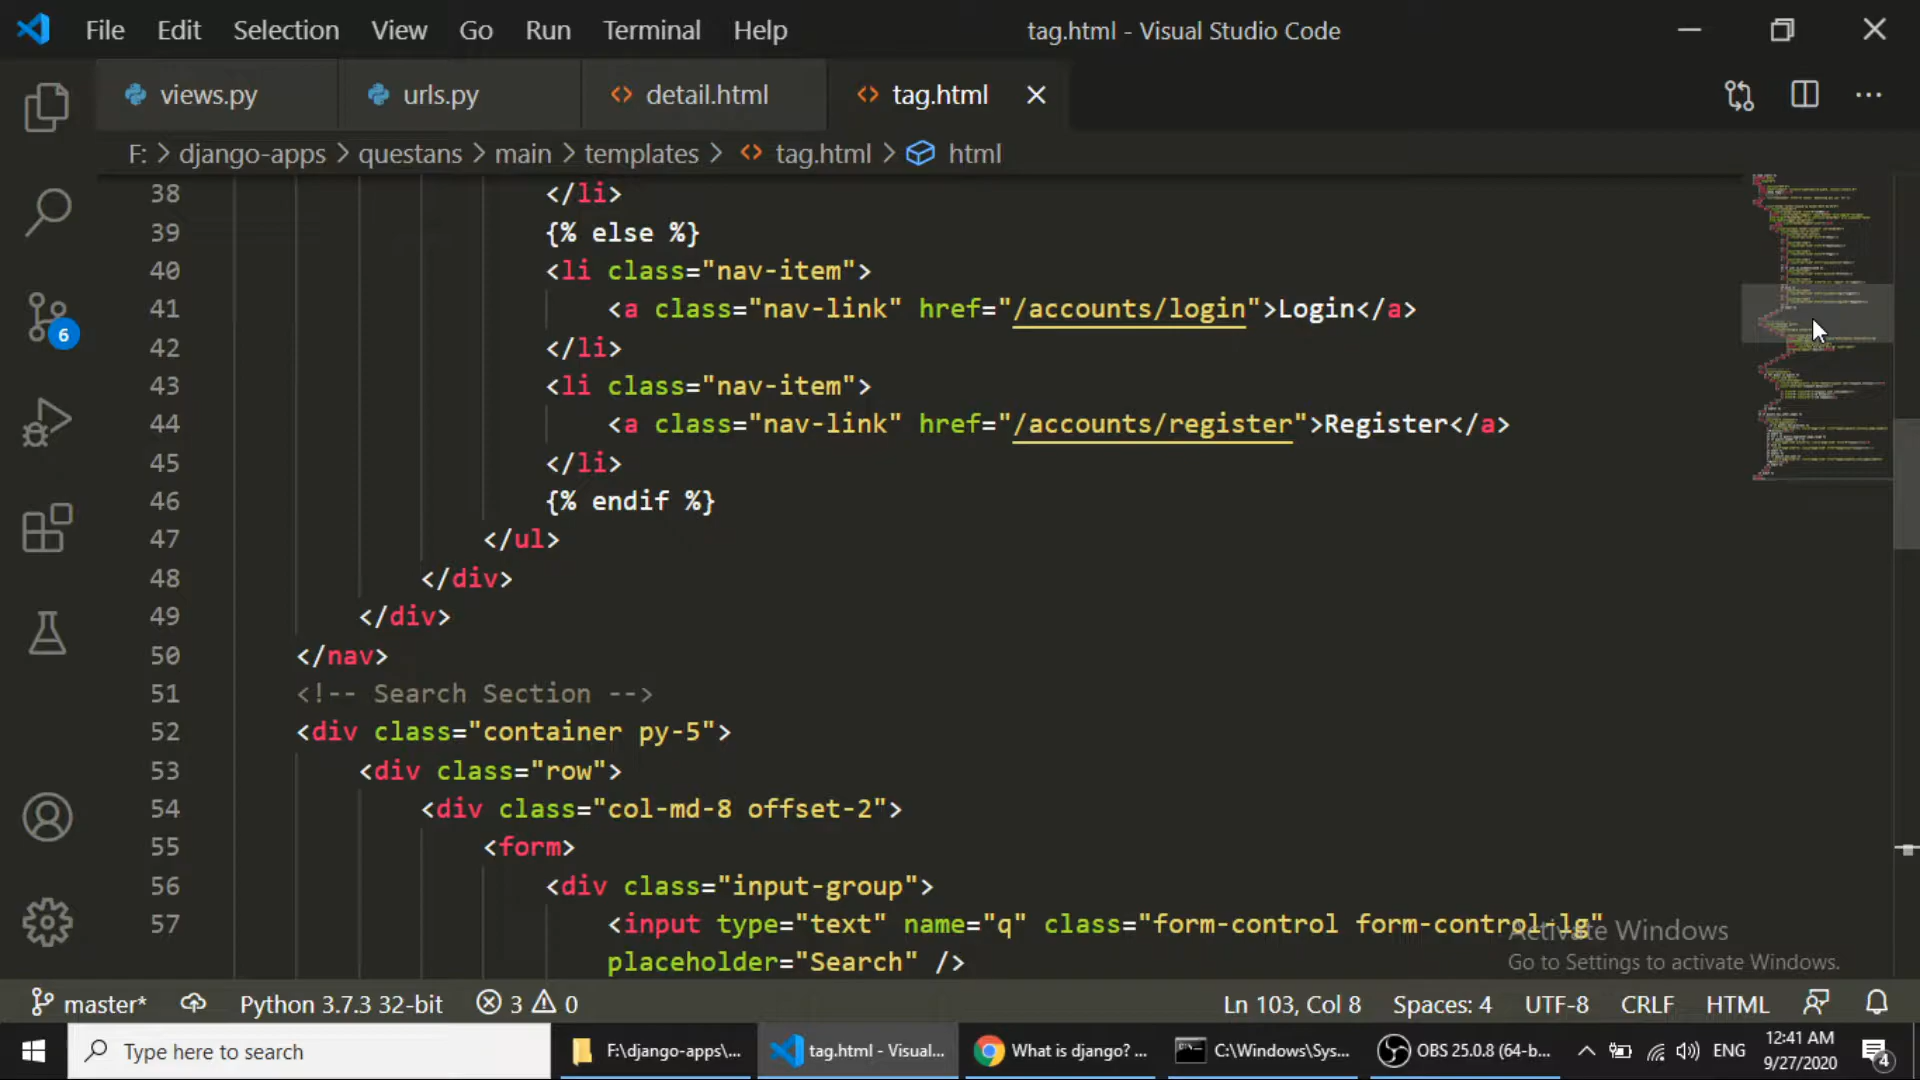 File Edit Selection View Go Run Terminal Help tag.html - Visual Studio Code
views.py urls.py detail.html tag.html
F: > django-apps > questans > main > templates > tag.html > html
38 </li>
39 {% else %}
40 <li class="nav-item">
41 <a class="nav-link" href="/accounts/login">Login</a>
42 </li>
43 <li class="nav-item">
44 <a class="nav-link" href="/accounts/register">Register</a>
45 </li>
46 {% endif %}
47 </ul>
48 </div>
49 </div>
50 </nav>
51 <!-- Search Section -->
52 <div class="container py-5">
53 <div class="row">
54 <div class="col-md-8 offset-2">
55 <form>
56 <div class="input-group">
57 <input type="text" name="q" class="form-control form-control-lg"
placeholder="Search" />
6
Activate Windows
Go to Settings to activate Windows.
master* Python 3.7.3 32-bit 3 0 Ln 103, Col 8 Spaces: 4 UTF-8 CRLF HTML
Type here to search F:\django-apps\... tag.html - Visual... What is django? ... C:\Windows\Sys... OBS 25.0.8 (64-b... ENG 12:41 AM
9/27/2020
4